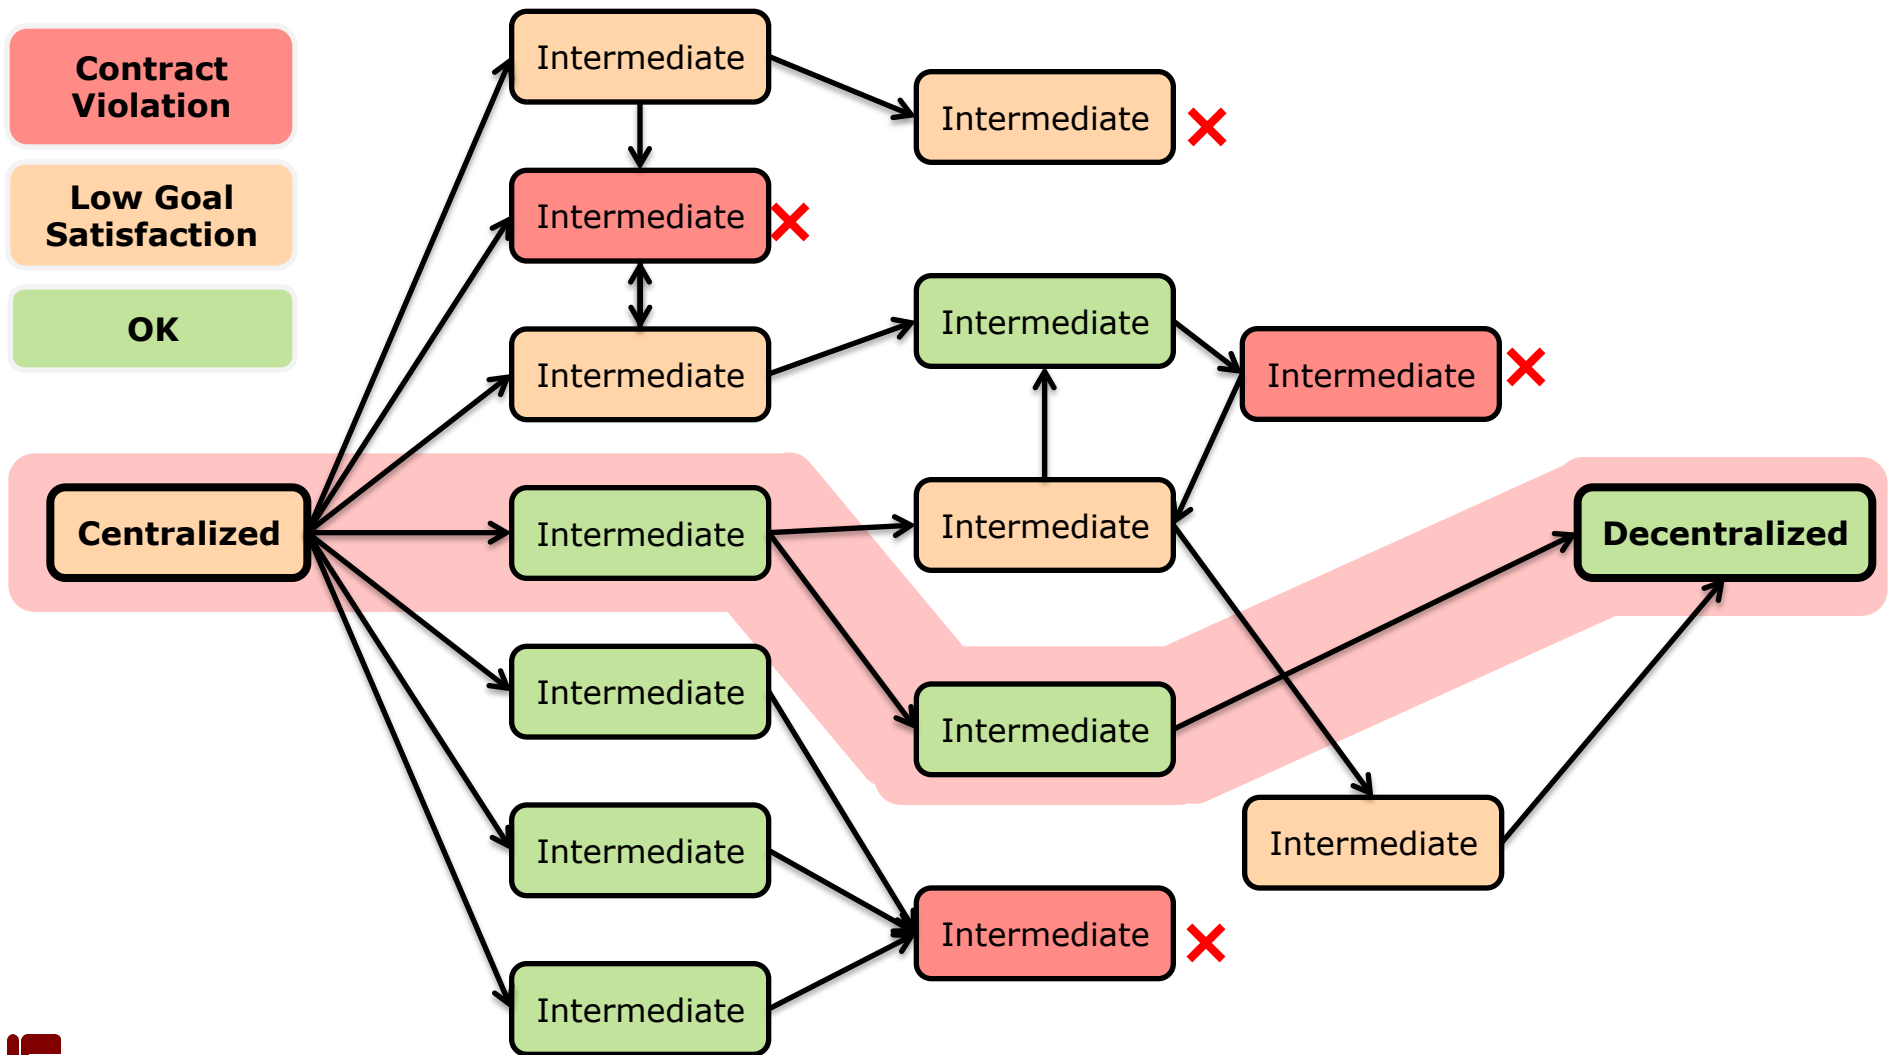 Contract
Violation
Low Goal
Satisfaction
OK
Intermediate
Intermediate
Intermediate
Intermediate
Intermediate
Intermediate
Intermediate
Centralized
Intermediate
Intermediate
Decentralized
Intermediate
Intermediate
Intermediate
Intermediate
Intermediate
Intermediate